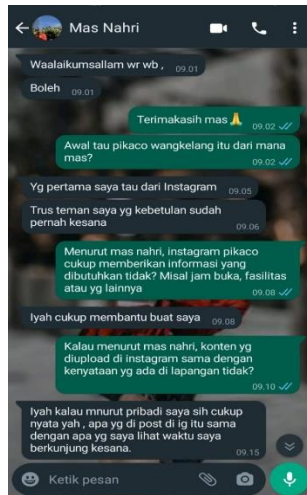 Mas Nahri
Waalaikumsallam wr wb , 09.01
Boleh 09.01
Terimakasih mas🙏 09.02
Awal tau pikaco wangkelang itu dari mana
mas? 09.02
Yg pertama saya tau dari Instagram 09.05
Trus teman saya yg kebetulan sudah
pernah kesana 09.06
Menurut mas nahri, instagram pikaco
cukup memberikan informasi yang
dibutuhkan tidak? Misal jam buka, fasilitas
atau yg lainnya 09.08
Iyah cukup membantu buat saya 09.08
Kalau menurut mas nahri, konten yg
diupload di instagram sama dengan
kenyataan yg ada di lapangan tidak?
09.10
Iyah kalau mnurut pribadi saya sih cukup
nyata yah , apa yg di post di ig itu sama
dengan apa yg saya lihat waktu saya
berkunjung kesana. 09.15
Ketik pesan